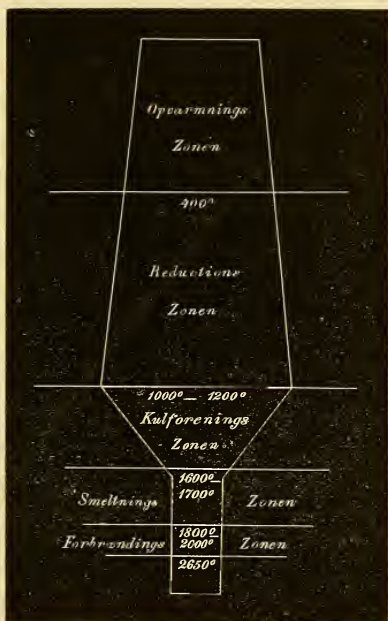 Opvarmnings
Zonen
400°
Reductions
Zonen
1000°— 1200°
Kulforenings
Zonen
1600°—
1700°
Smeltnings Zonen
1800°—
2000°
Forbrændings Zonen
2650°